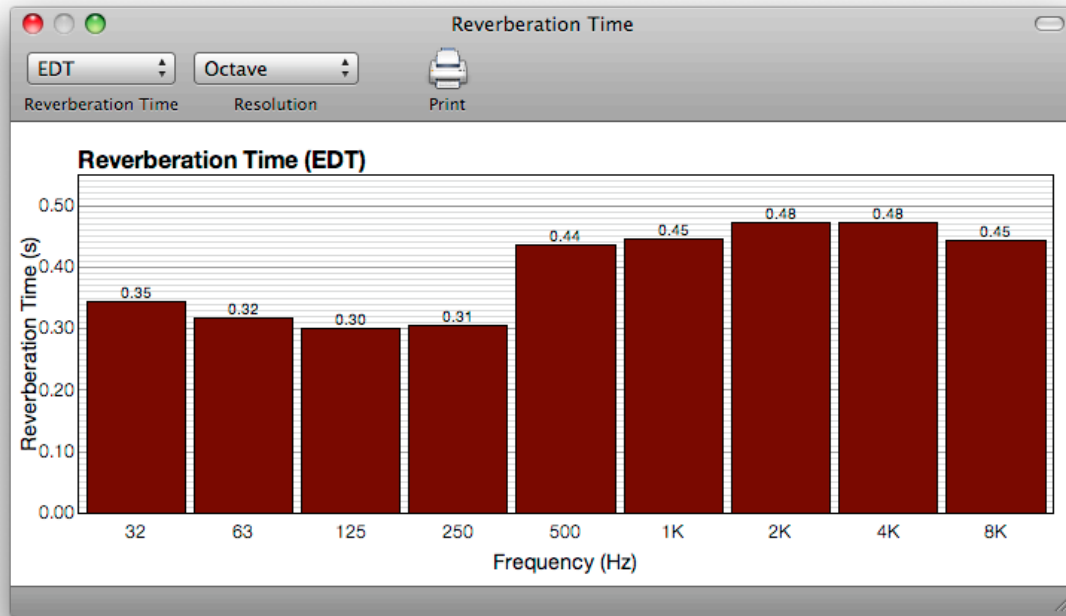 Reverberation Time
EDT
Octave
Reverberation Time
Resolution
Print
Reverberation Time (EDT)
Reverberation Time (s)
0.50
0.40
0.30
0.20
0.10
0.00
0.35
0.32
0.30
0.31
0.44
0.45
0.48
0.48
0.45
32 63 125 250 500 1K 2K 4K 8K
Frequency (Hz)